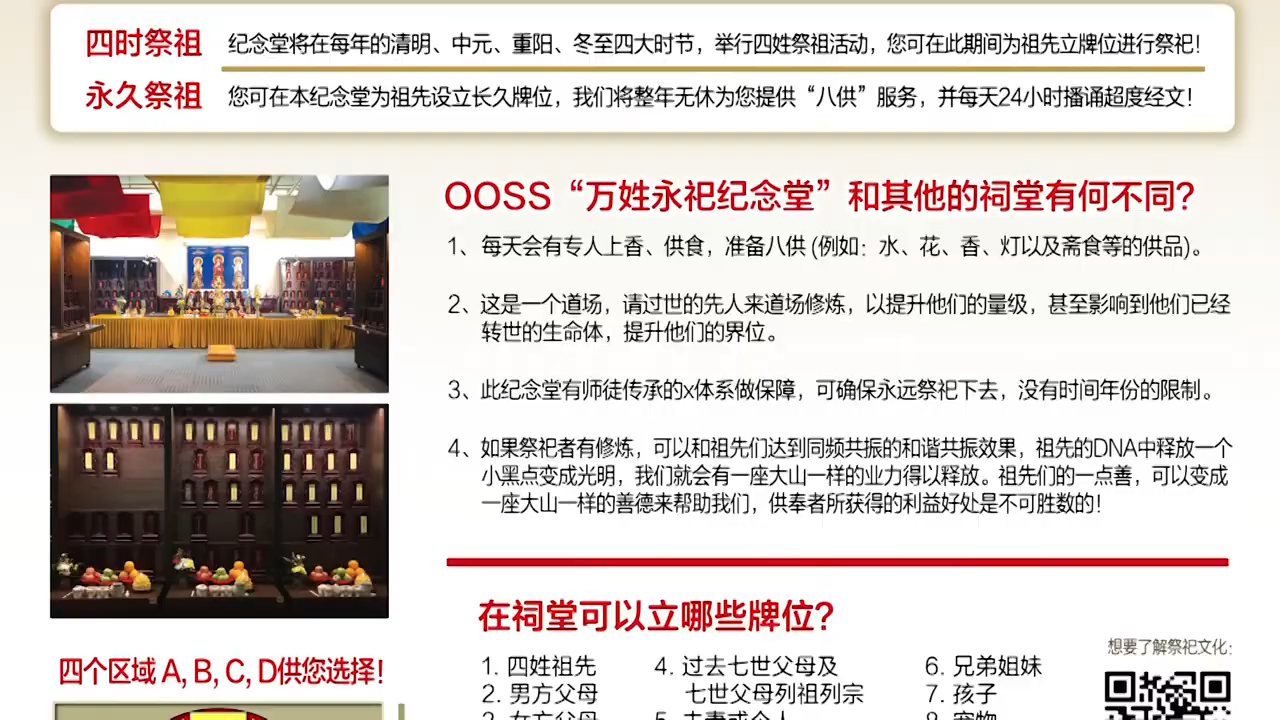 四时祭祖 纪念堂将在每年的清明、中元、重阳、冬至四大时节，举行四姓祭祖活动，您可在此期间为祖先立牌位进行祭祀！
永久祭祖 您可在本纪念堂为祖先设立长久牌位，我们将整年无休为您提供“八供”服务，并每天24小时播诵超度经文！
OOSS“万姓永祀纪念堂”和其他的祠堂有何不同？
1、每天会有专人上香、供食，准备八供 (例如：水、花、香、灯以及斋食等的供品)。
2、这是一个道场，请过世的先人来道场修炼，以提升他们的量级，甚至影响到他们已经
转世的生命体，提升他们的界位。
3、此纪念堂有师徒传承的x体系做保障，可确保永远祭祀下去，没有时间年份的限制。
4、如果祭祀者有修炼，可以和祖先们达到同频共振的和谐共振效果，祖先的DNA中释放一个
小黑点变成光明，我们就会有一座大山一样的业力得以释放。祖先们的一点善，可以变成
一座大山一样的善德来帮助我们，供奉者所获得的利益好处是不可胜数的！
四个区域 A, B, C, D供您选择！
在祠堂可以立哪些牌位？
1. 四姓祖先
2. 男方父母
2. 女方父母
4. 过去七世父母及
七世父母列祖列宗
5. 夫妻或个人
6. 兄弟姐妹
7. 孩子
8. 宠物
想要了解祭祀文化：